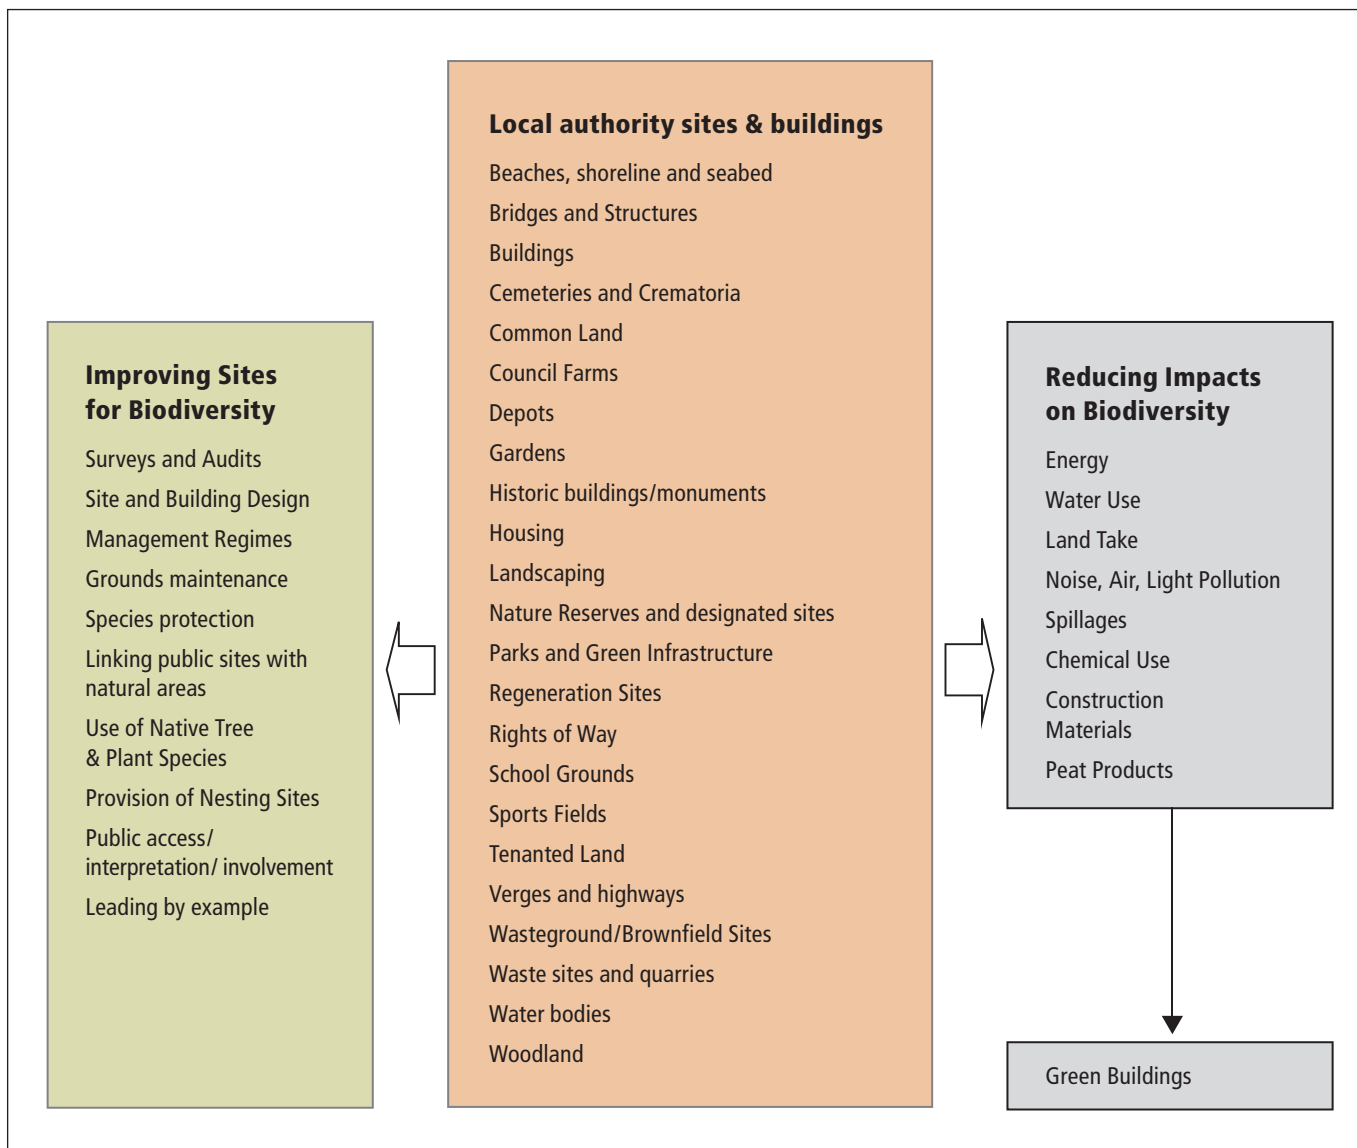 Improving Sites
for Biodiversity
Surveys and Audits
Site and Building Design
Management Regimes
Grounds maintenance
Species protection
Linking public sites with
natural areas
Use of Native Tree
& Plant Species
Provision of Nesting Sites
Public access/
interpretation/ involvement
Leading by example
Local authority sites & buildings
Beaches, shoreline and seabed
Bridges and Structures
Buildings
Cemeteries and Crematoria
Common Land
Council Farms
Depots
Gardens
Historic buildings/monuments
Housing
Landscaping
Nature Reserves and designated sites
Parks and Green Infrastructure
Regeneration Sites
Rights of Way
School Grounds
Sports Fields
Tenanted Land
Verges and highways
Wasteground/Brownfield Sites
Waste sites and quarries
Water bodies
Woodland
Reducing Impacts
on Biodiversity
Energy
Water Use
Land Take
Noise, Air, Light Pollution
Spillages
Chemical Use
Construction
Materials
Peat Products
Green Buildings